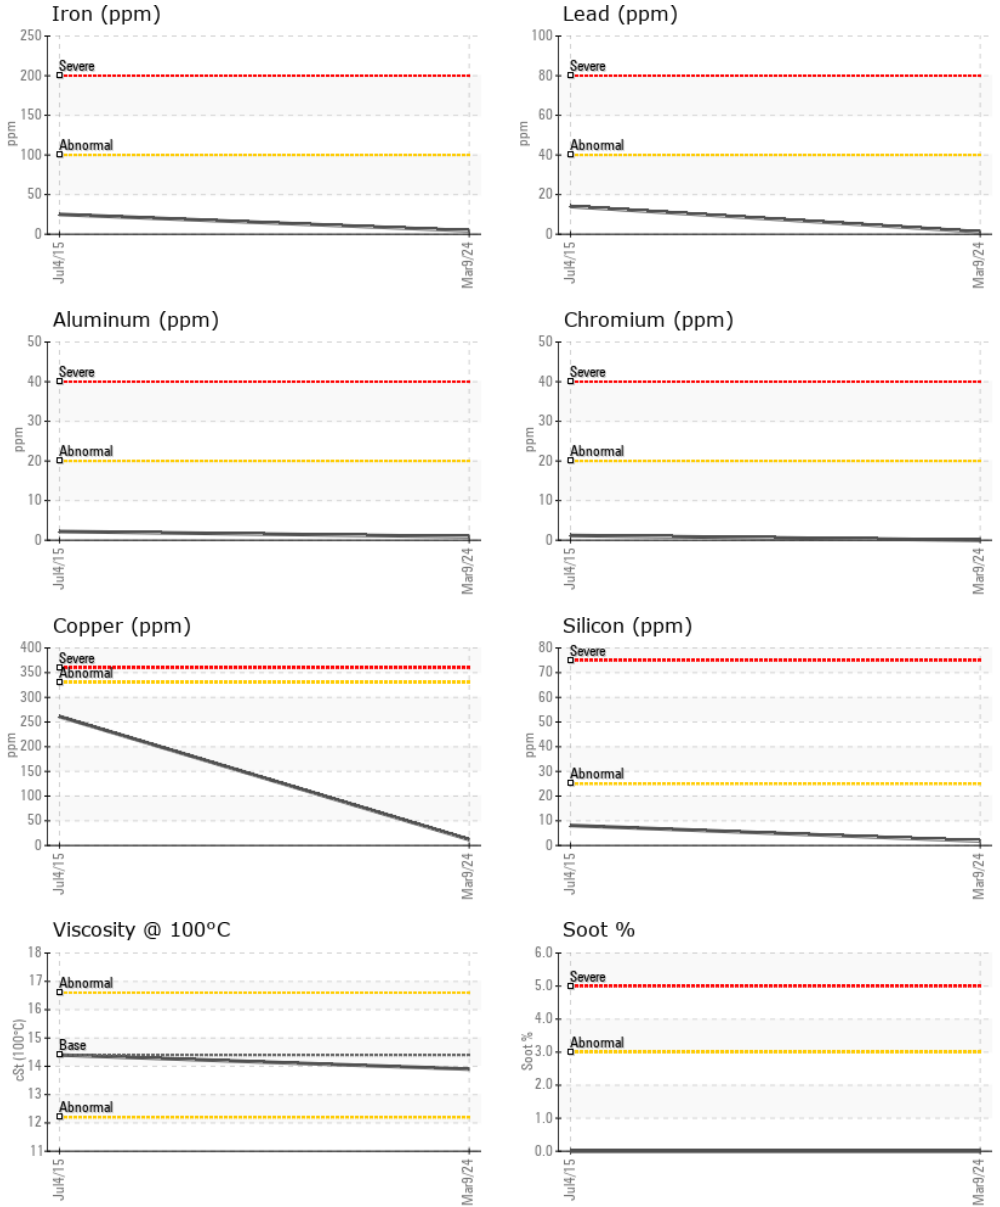 Iron (ppm)
250
200
150
100
50
0
ppm
Severe
Abnormal
Jul4/15
Mar9/24
Lead (ppm)
100
80
60
40
20
0
ppm
Severe
Abnormal
Jul4/15
Mar9/24
Aluminum (ppm)
50
40
30
20
10
0
ppm
Severe
Abnormal
Jul4/15
Mar9/24
Chromium (ppm)
50
40
30
20
10
0
ppm
Severe
Abnormal
Jul4/15
Mar9/24
Copper (ppm)
400
350
300
250
200
150
100
50
0
ppm
Severe
Abnormal
Jul4/15
Mar9/24
Silicon (ppm)
80
70
60
50
40
30
20
10
0
ppm
Severe
Abnormal
Jul4/15
Mar9/24
Viscosity @ 100°C
18
17
16
15
14
13
12
11
cSt (100°C)
Abnormal
Base
Abnormal
Jul4/15
Mar9/24
Soot %
6.0
5.0
4.0
3.0
2.0
1.0
0.0
Soot %
Severe
Abnormal
Jul4/15
Mar9/24